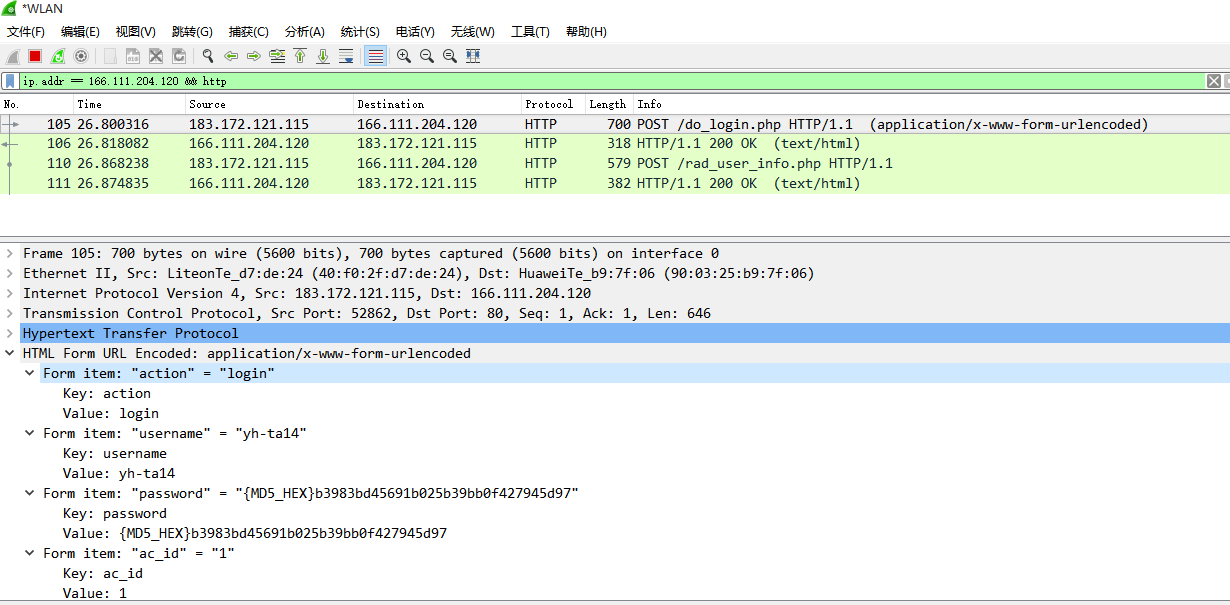 *WLAN
文件(F) 编辑(E) 视图(V) 跳转(G) 捕获(C) 分析(A) 统计(S) 电话(Y) 无线(W) 工具(T) 帮助(H)
ip.addr == 166.111.204.120 && http
No. Time Source Destination Protocol Length Info
105 26.800316 183.172.121.115 166.111.204.120 HTTP 700 POST /do_login.php HTTP/1.1 (application/x-www-form-urlencoded)
106 26.818082 166.111.204.120 183.172.121.115 HTTP 318 HTTP/1.1 200 OK (text/html)
110 26.868238 183.172.121.115 166.111.204.120 HTTP 579 POST /rad_user_info.php HTTP/1.1
111 26.874835 166.111.204.120 183.172.121.115 HTTP 382 HTTP/1.1 200 OK (text/html)
Frame 105: 700 bytes on wire (5600 bits), 700 bytes captured (5600 bits) on interface 0
Ethernet II, Src: LiteonTe_d7:de:24 (40:f0:2f:d7:de:24), Dst: HuaweiTe_b9:7f:06 (90:03:25:b9:7f:06)
Internet Protocol Version 4, Src: 183.172.121.115, Dst: 166.111.204.120
Transmission Control Protocol, Src Port: 52862, Dst Port: 80, Seq: 1, Ack: 1, Len: 646
Hypertext Transfer Protocol
HTML Form URL Encoded: application/x-www-form-urlencoded
Form item: "action" = "login"
Key: action
Value: login
Form item: "username" = "yh-ta14"
Key: username
Value: yh-ta14
Form item: "password" = "{MD5_HEX}b3983bd45691b025b39bb0f427945d97"
Key: password
Value: {MD5_HEX}b3983bd45691b025b39bb0f427945d97
Form item: "ac_id" = "1"
Key: ac_id
Value: 1